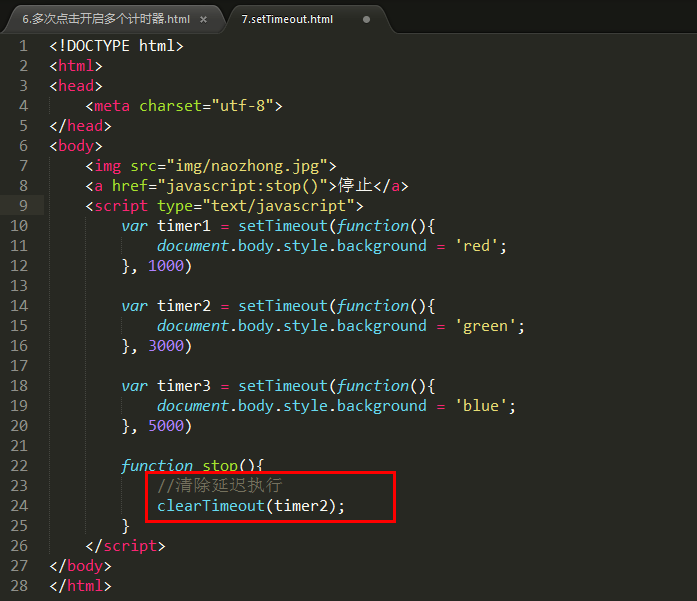 6.多次点击开启多个计时器.html × 7.setTimeout.html
1 <!DOCTYPE html>
2 <html>
3 <head>
4 <meta charset="utf-8">
5 </head>
6 <body>
7 <img src="img/naozhong.jpg">
8 <a href="javascript:stop()">停止</a>
9 <script type="text/javascript">
10 var timer1 = setTimeout(function(){
11 document.body.style.background = 'red';
12 }, 1000)
13
14 var timer2 = setTimeout(function(){
15 document.body.style.background = 'green';
16 }, 3000)
17
18 var timer3 = setTimeout(function(){
19 document.body.style.background = 'blue';
20 }, 5000)
21
22 function stop(){
23 //清除延迟执行
24 clearTimeout(timer2);
25 }
26 </script>
27 </body>
28 </html>